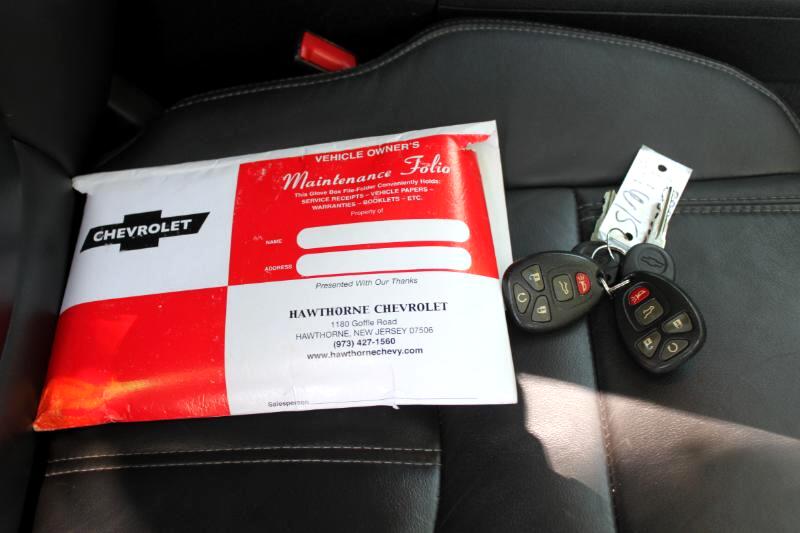 VEHICLE OWNER'S
Maintenance Folio
This Glove Box File-Folder Conveniently Holds:
SERVICE RECEIPTS - VEHICLE PAPERS -
WARRANTIES - BOOKLETS - ETC.
Property of
NAME
ADDRESS
CHEVROLET
Presented With Our Thanks
HAWTHORNE CHEVROLET
1180 Goffle Road
HAWTHORNE, NEW JERSEY 07506
(973) 427-1560
www.hawthornechevy.com
Salesperson